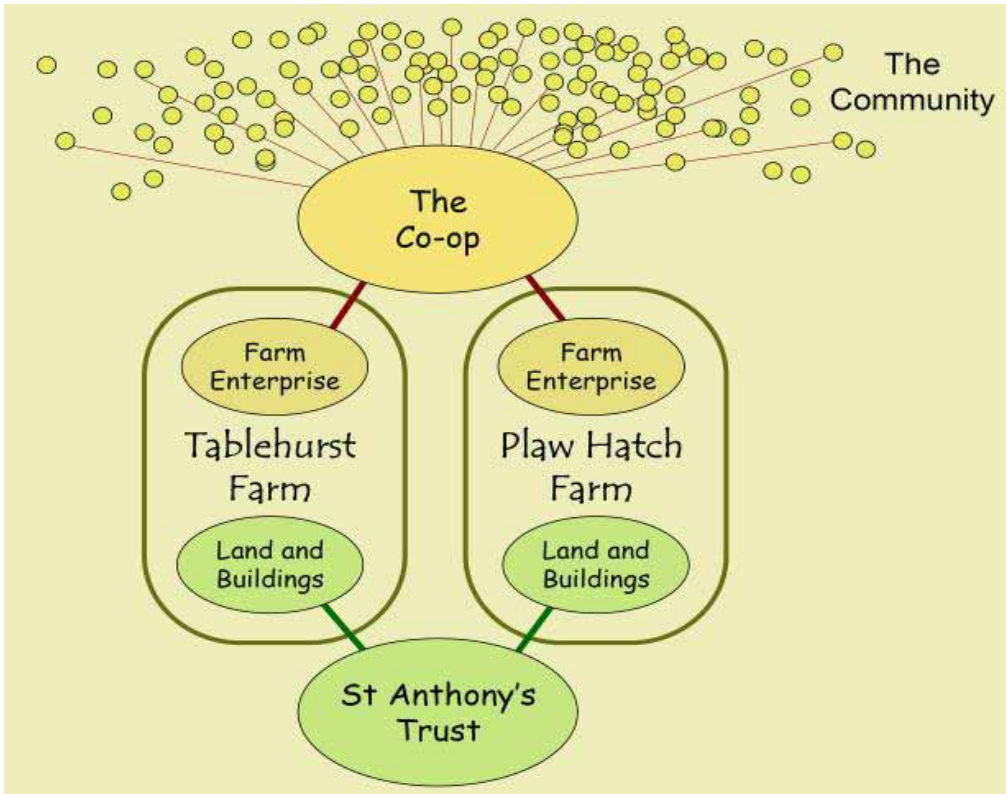 The
Community
The
Co-op
Farm
Enterprise
Tablehurst
Farm
Land and
Buildings
Farm
Enterprise
Plaw Hatch
Farm
Land and
Buildings
St Anthony's
Trust